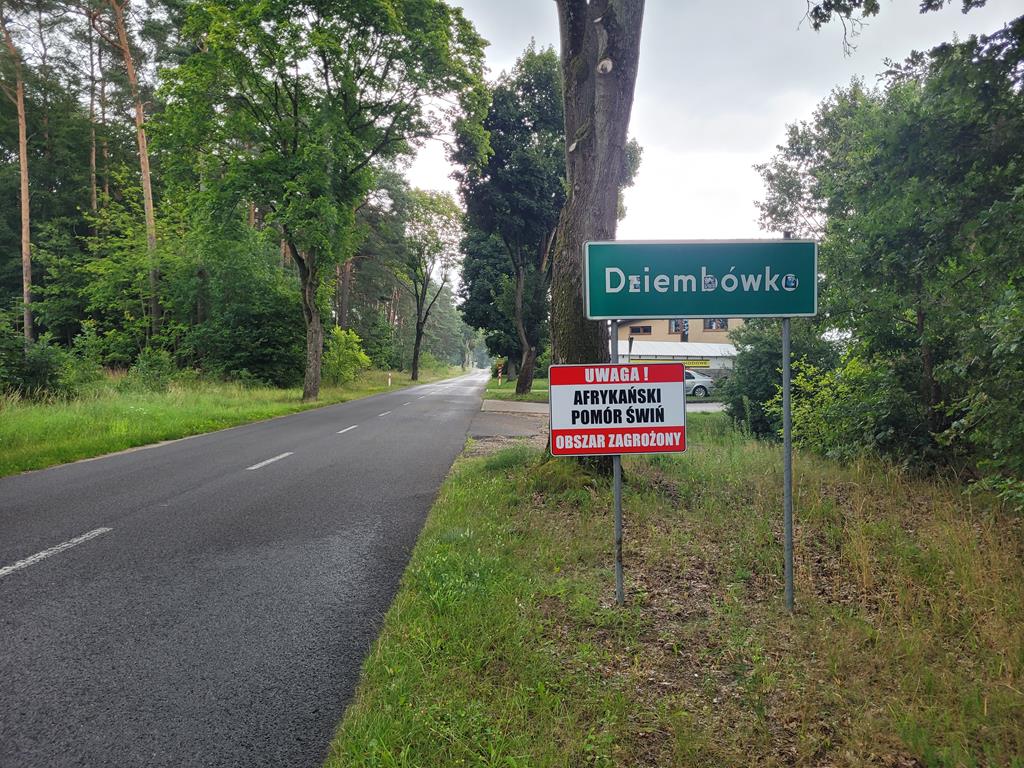 Dziembówko
UWAGA !
AFRYKAŃSKI
POMÓR ŚWIŃ
OBSZAR ZAGROŻONY